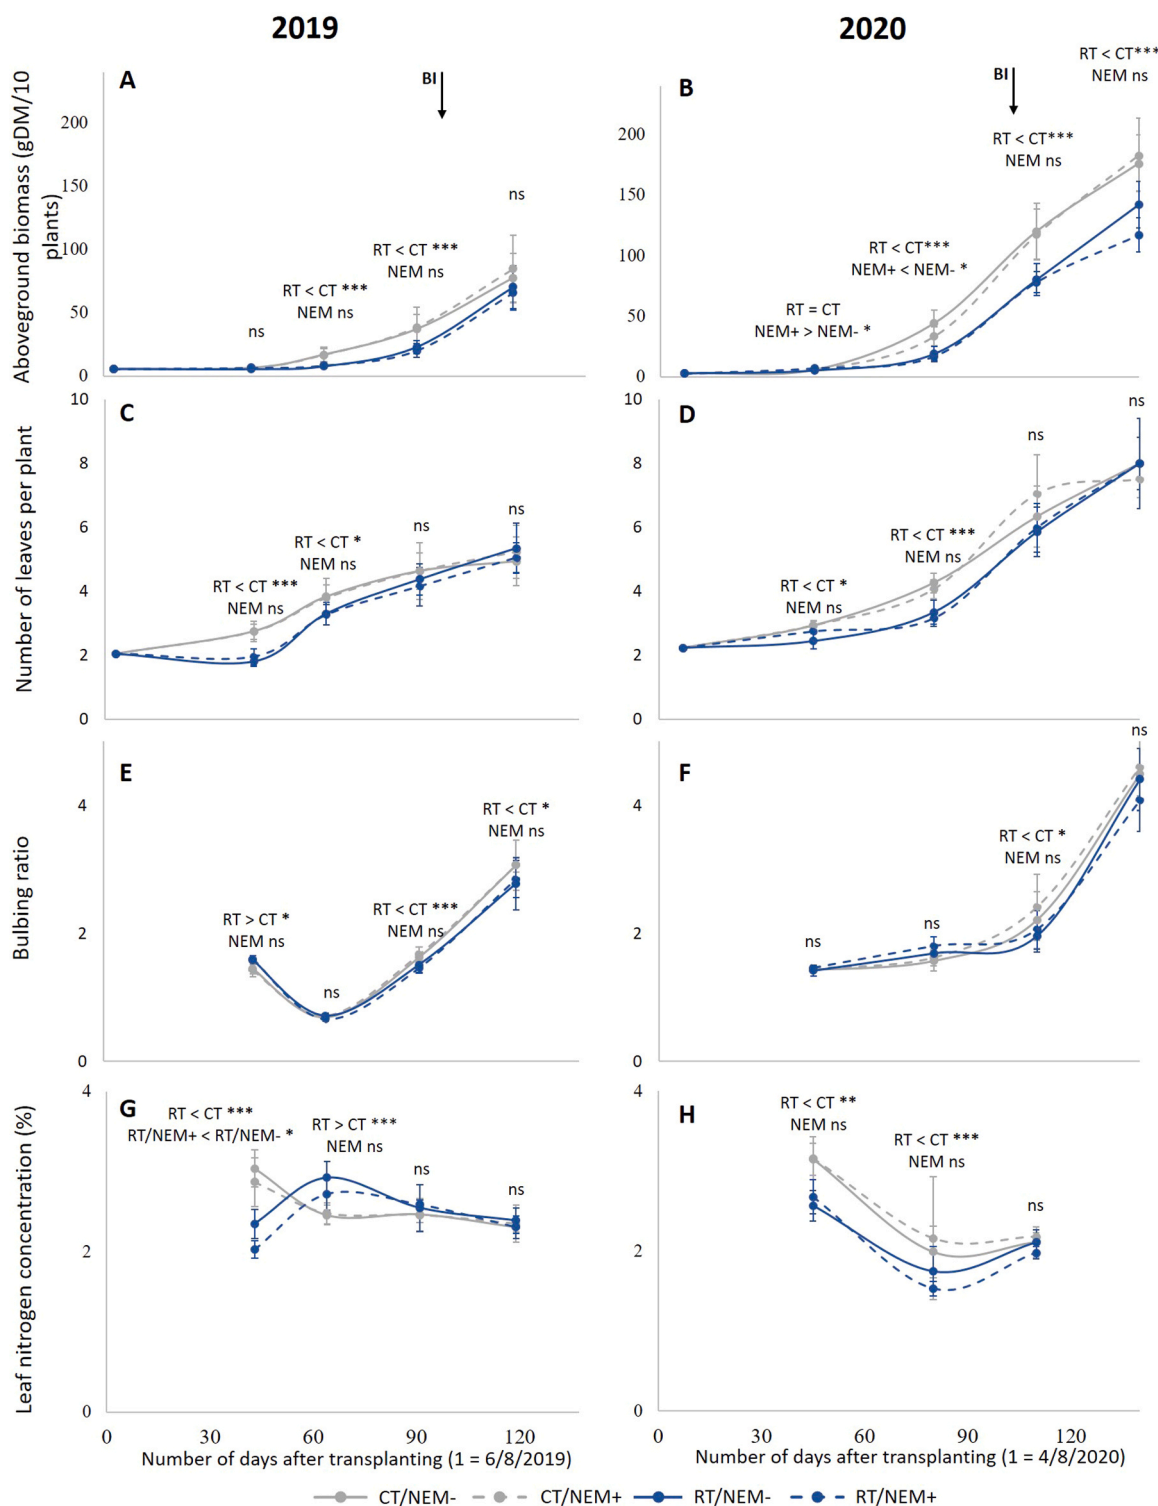 2019
2020
Aboveground biomass (gDM/10
plants)
A
BI
200
150
100
50
0
ns
RT < CT ***
NEM ns
RT < CT ***
NEM ns
ns
B
BI
200
150
100
50
0
RT = CT
NEM+ > NEM- *
RT < CT***
NEM+ < NEM- *
RT < CT***
NEM ns
RT < CT***
NEM ns
Number of leaves per plant
C
10
8
6
4
2
0
RT < CT ***
NEM ns
RT < CT *
NEM ns
ns
ns
D
10
8
6
4
2
0
RT < CT *
NEM ns
RT < CT ***
NEM ns
ns
ns
Bulbing ratio
E
4
2
0
RT > CT *
NEM ns
ns
RT < CT ***
NEM ns
RT < CT *
NEM ns
F
4
2
0
ns
ns
RT < CT *
NEM ns
ns
Leaf nitrogen concentration (%)
G
4
2
0
RT < CT ***
RT/NEM+ < RT/NEM- *
RT > CT ***
NEM ns
ns
ns
0 30 60 90 120
Number of days after transplanting (1 = 6/8/2019)
H
4
2
0
RT < CT **
NEM ns
RT < CT ***
NEM ns
ns
0 30 60 90 120
Number of days after transplanting (1 = 4/8/2020)
CT/NEM- CT/NEM+ RT/NEM- RT/NEM+